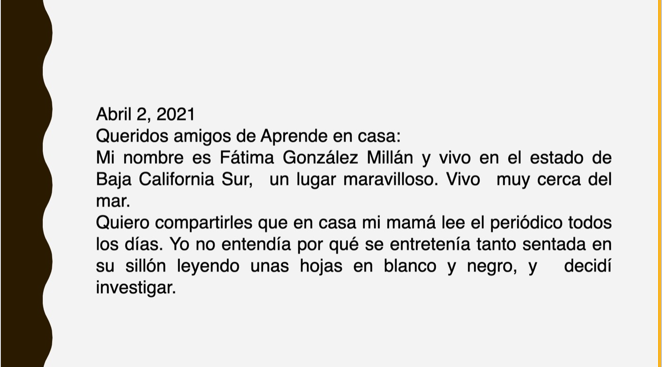 Abril 2, 2021
Queridos amigos de Aprende en casa:
Mi nombre es Fátima González Millán y vivo en el estado de
Baja California Sur, un lugar maravilloso. Vivo muy cerca del
mar.
Quiero compartirles que en casa mi mamá lee el periódico todos
los días. Yo no entendía por qué se entretenía tanto sentada en
su sillón leyendo unas hojas en blanco y negro, y decidí
investigar.